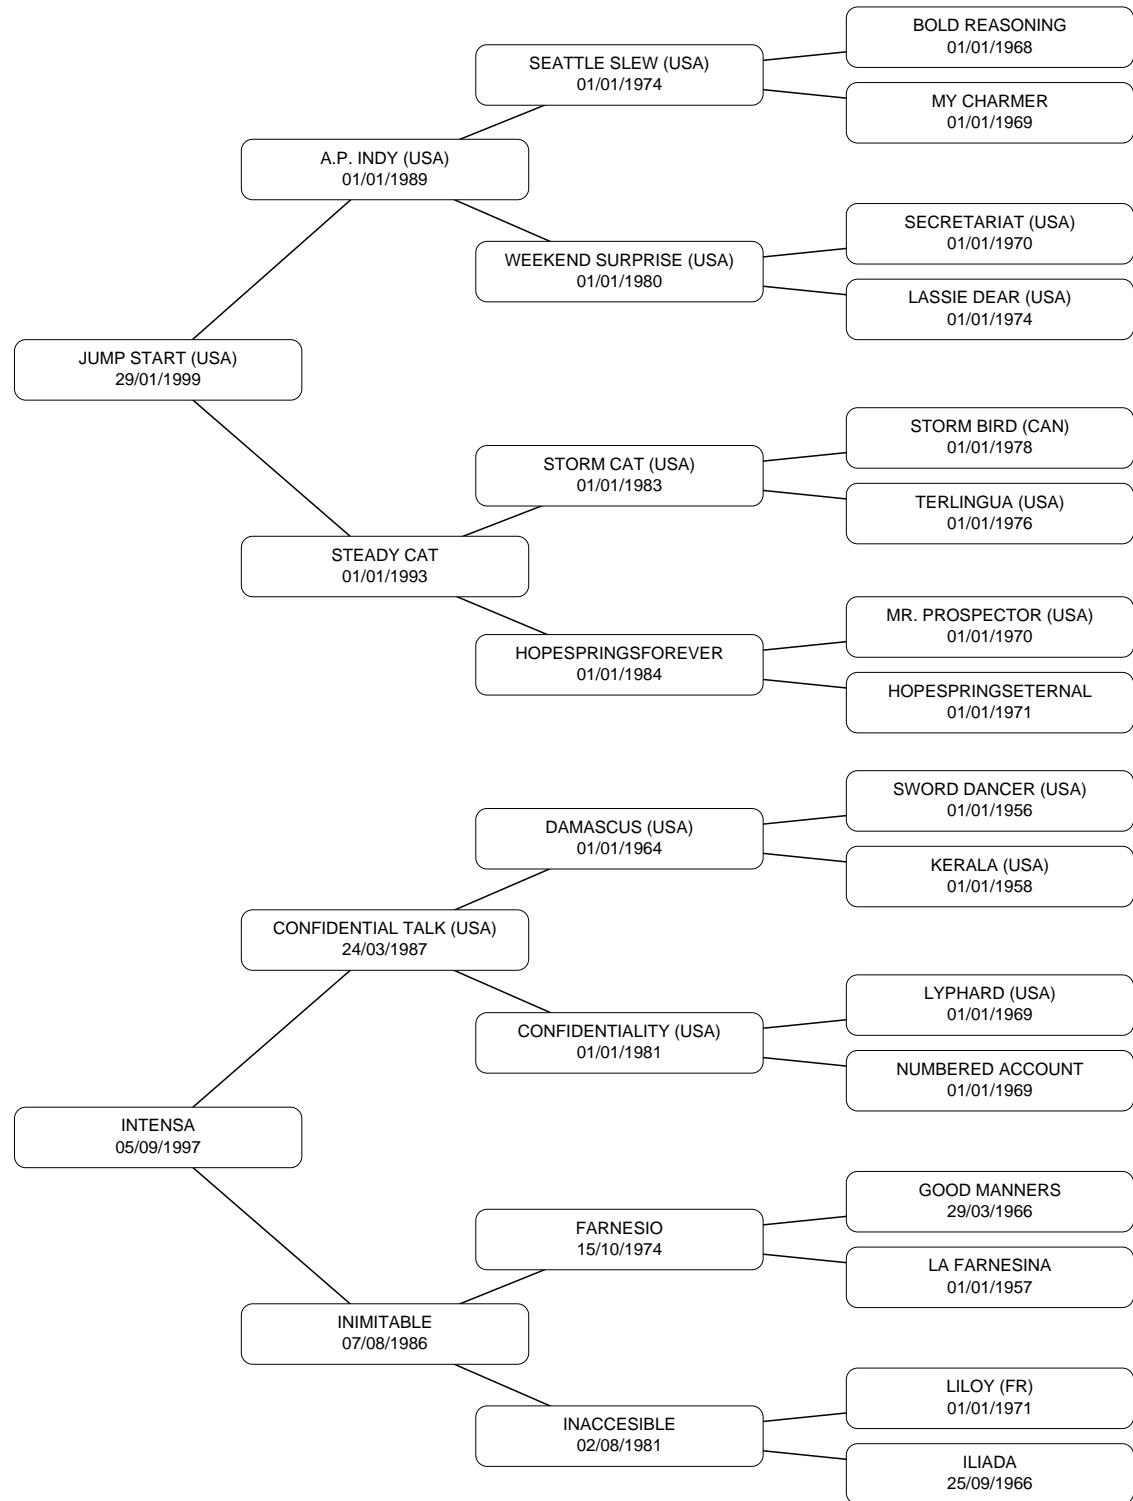 BOLD REASONING
01/01/1968
SEATTLE SLEW (USA)
01/01/1974
MY CHARMER
01/01/1969
A.P. INDY (USA)
01/01/1989
SECRETARIAT (USA)
01/01/1970
WEEKEND SURPRISE (USA)
01/01/1980
LASSIE DEAR (USA)
01/01/1974
JUMP START (USA)
29/01/1999
STORM BIRD (CAN)
01/01/1978
STORM CAT (USA)
01/01/1983
TERLINGUA (USA)
01/01/1976
STEADY CAT
01/01/1993
MR. PROSPECTOR (USA)
01/01/1970
HOPESPRINGSFOREVER
01/01/1984
HOPESPRINGSETERNAL
01/01/1971
SWORD DANCER (USA)
01/01/1956
DAMASCUS (USA)
01/01/1964
KERALA (USA)
01/01/1958
CONFIDENTIAL TALK (USA)
24/03/1987
LYPHARD (USA)
01/01/1969
CONFIDENTIALITY (USA)
01/01/1981
NUMBERED ACCOUNT
01/01/1969
INTENSA
05/09/1997
GOOD MANNERS
29/03/1966
FARNESIO
15/10/1974
LA FARNESINA
01/01/1957
INIMITABLE
07/08/1986
LILOY (FR)
01/01/1971
INACCESIBLE
02/08/1981
ILIADA
25/09/1966